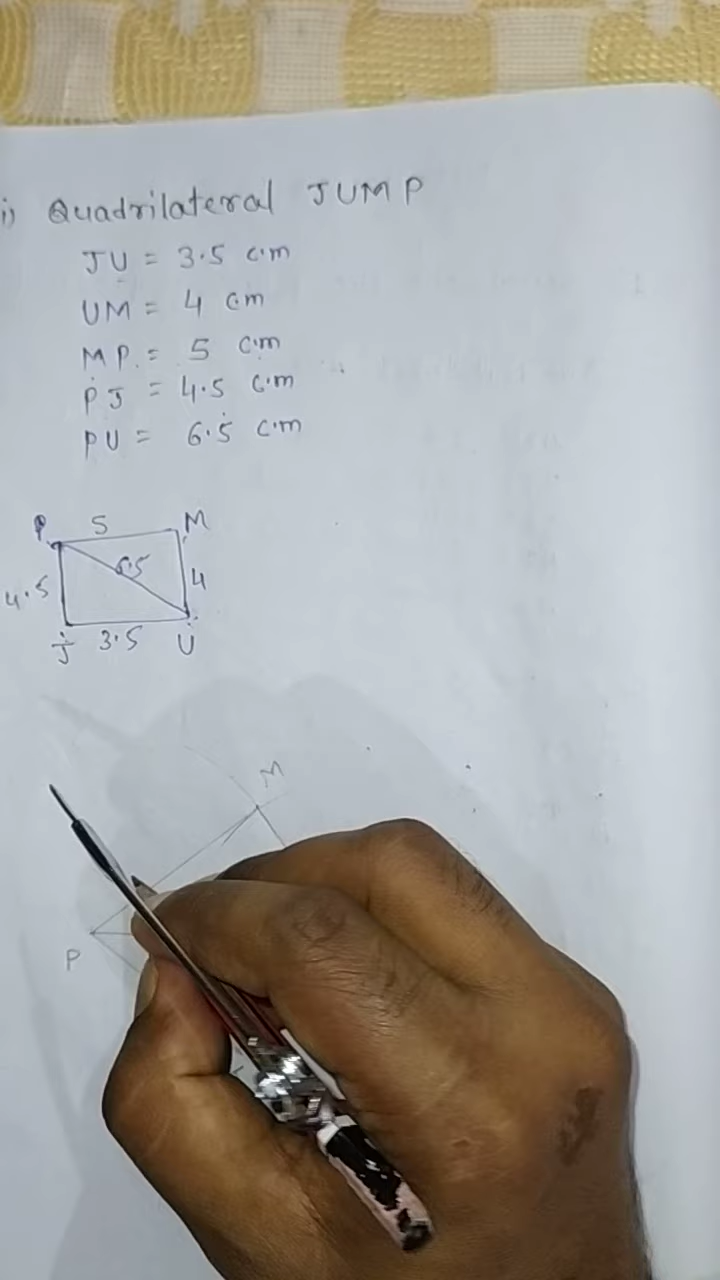 i) Quadrilateral JUMP
JU = 3.5 cm
UM = 4 cm
MP = 5 cm
PJ = 4.5 cm
PU = 6.5 cm
P 5 M
4.5 6.5 4
J 3.5 U
M
P